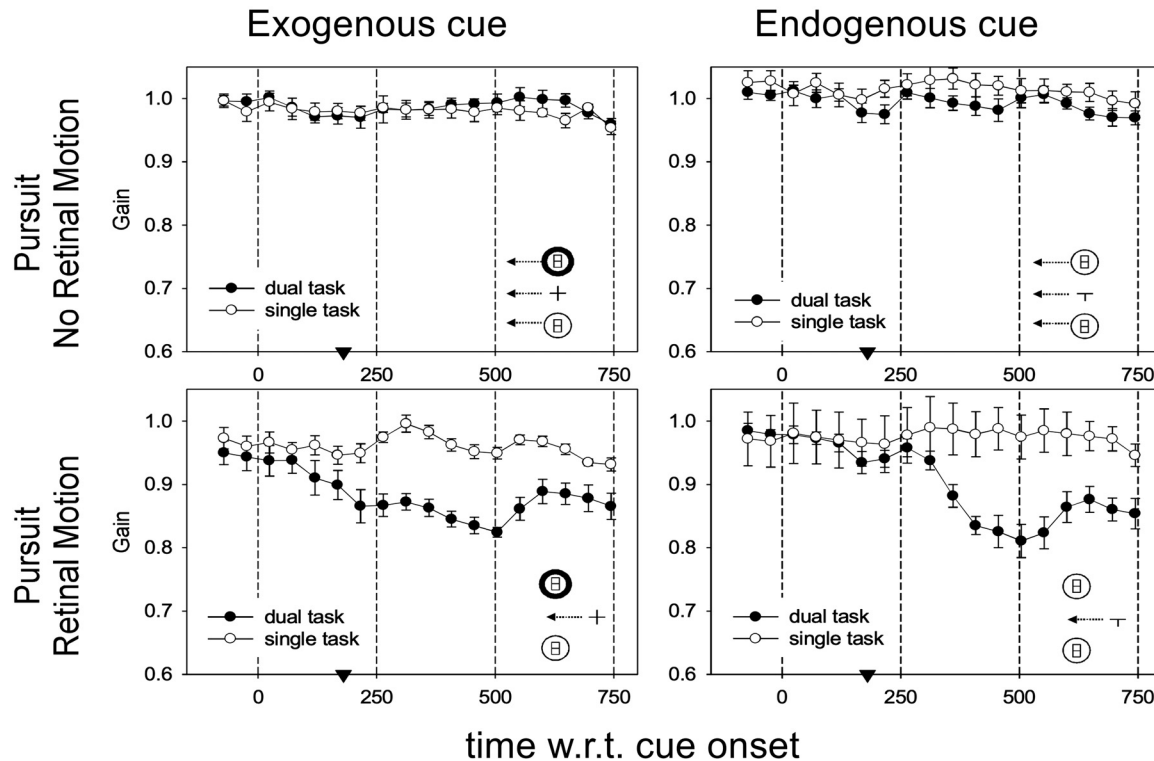 Exogenous cue
Endogenous cue
Pursuit
No Retinal Motion
Gain
1.0
0.9
0.8
0.7
0.6
dual task
single task
0
250
500
750
1.0
0.9
0.8
0.7
0.6
dual task
single task
0
250
500
750
Pursuit
Retinal Motion
Gain
1.0
0.9
0.8
0.7
0.6
dual task
single task
0
250
500
750
1.0
0.9
0.8
0.7
0.6
dual task
single task
0
250
500
750
time w.r.t. cue onset